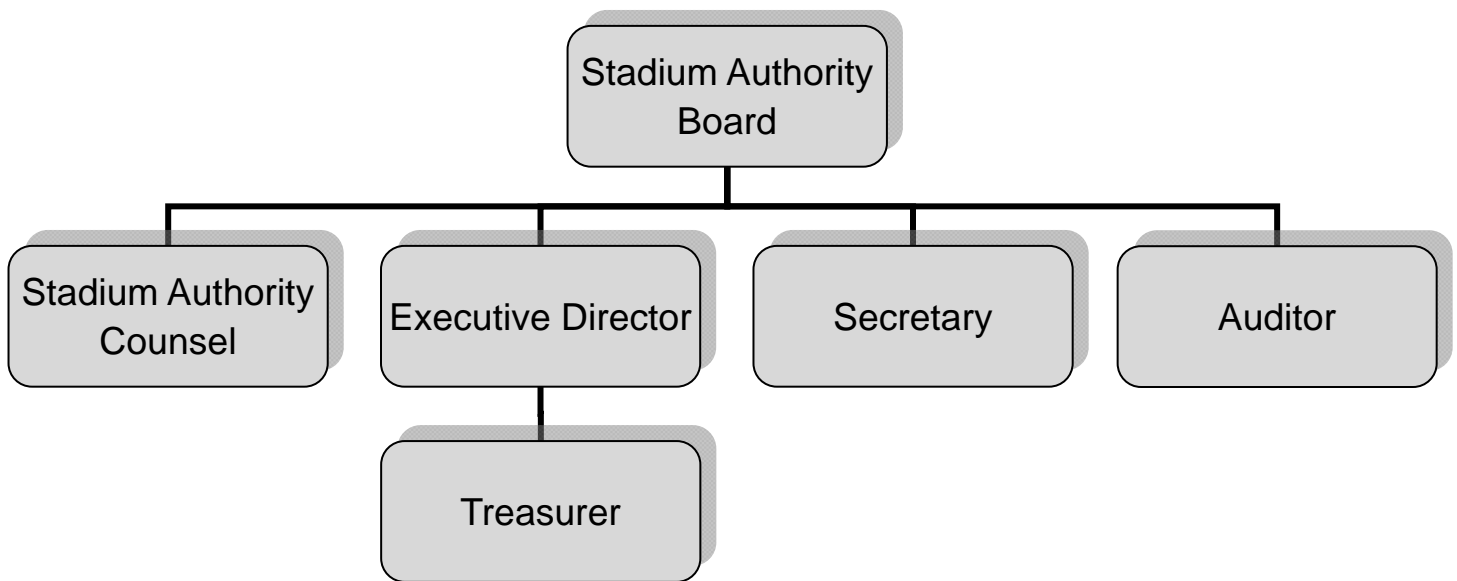 Stadium Authority
Board
Stadium Authority
Counsel
Executive Director
Secretary
Auditor
Treasurer